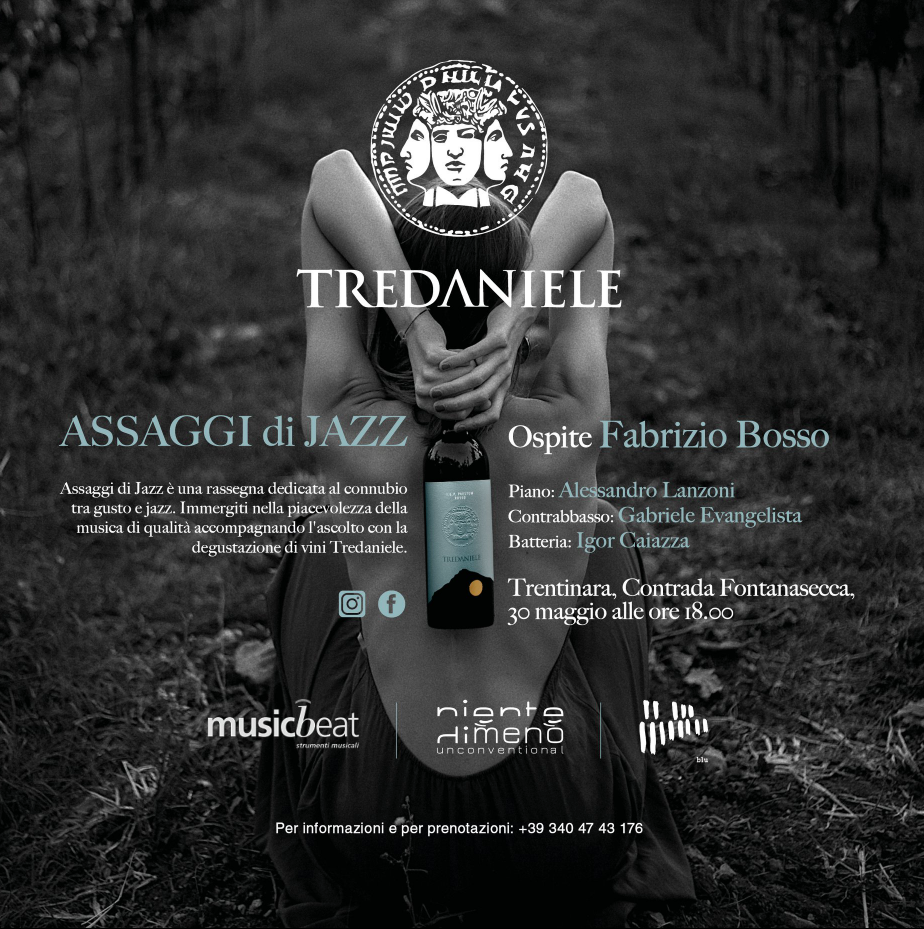 TREDANIELE
ASSAGGI di JAZZ
Assaggi di Jazz è una rassegna dedicata al connubio
tra gusto e jazz. Immergiti nella piacevolezza della
musica di qualità accompagnando l'ascolto con la
degustazione di vini Tredaniele.
Ospite Fabrizio Bosso
Piano: Alessandro Lanzoni
Contrabbasso: Gabriele Evangelista
Batteria: Igor Caiazza
Trentinara, Contrada Fontanasecca,
30 maggio alle ore 18.00
TREDANIELE
musicbeat
strumenti musicali
niente
dimeno
unconventional
blu
Per informazioni e per prenotazioni: +39 340 47 43 176